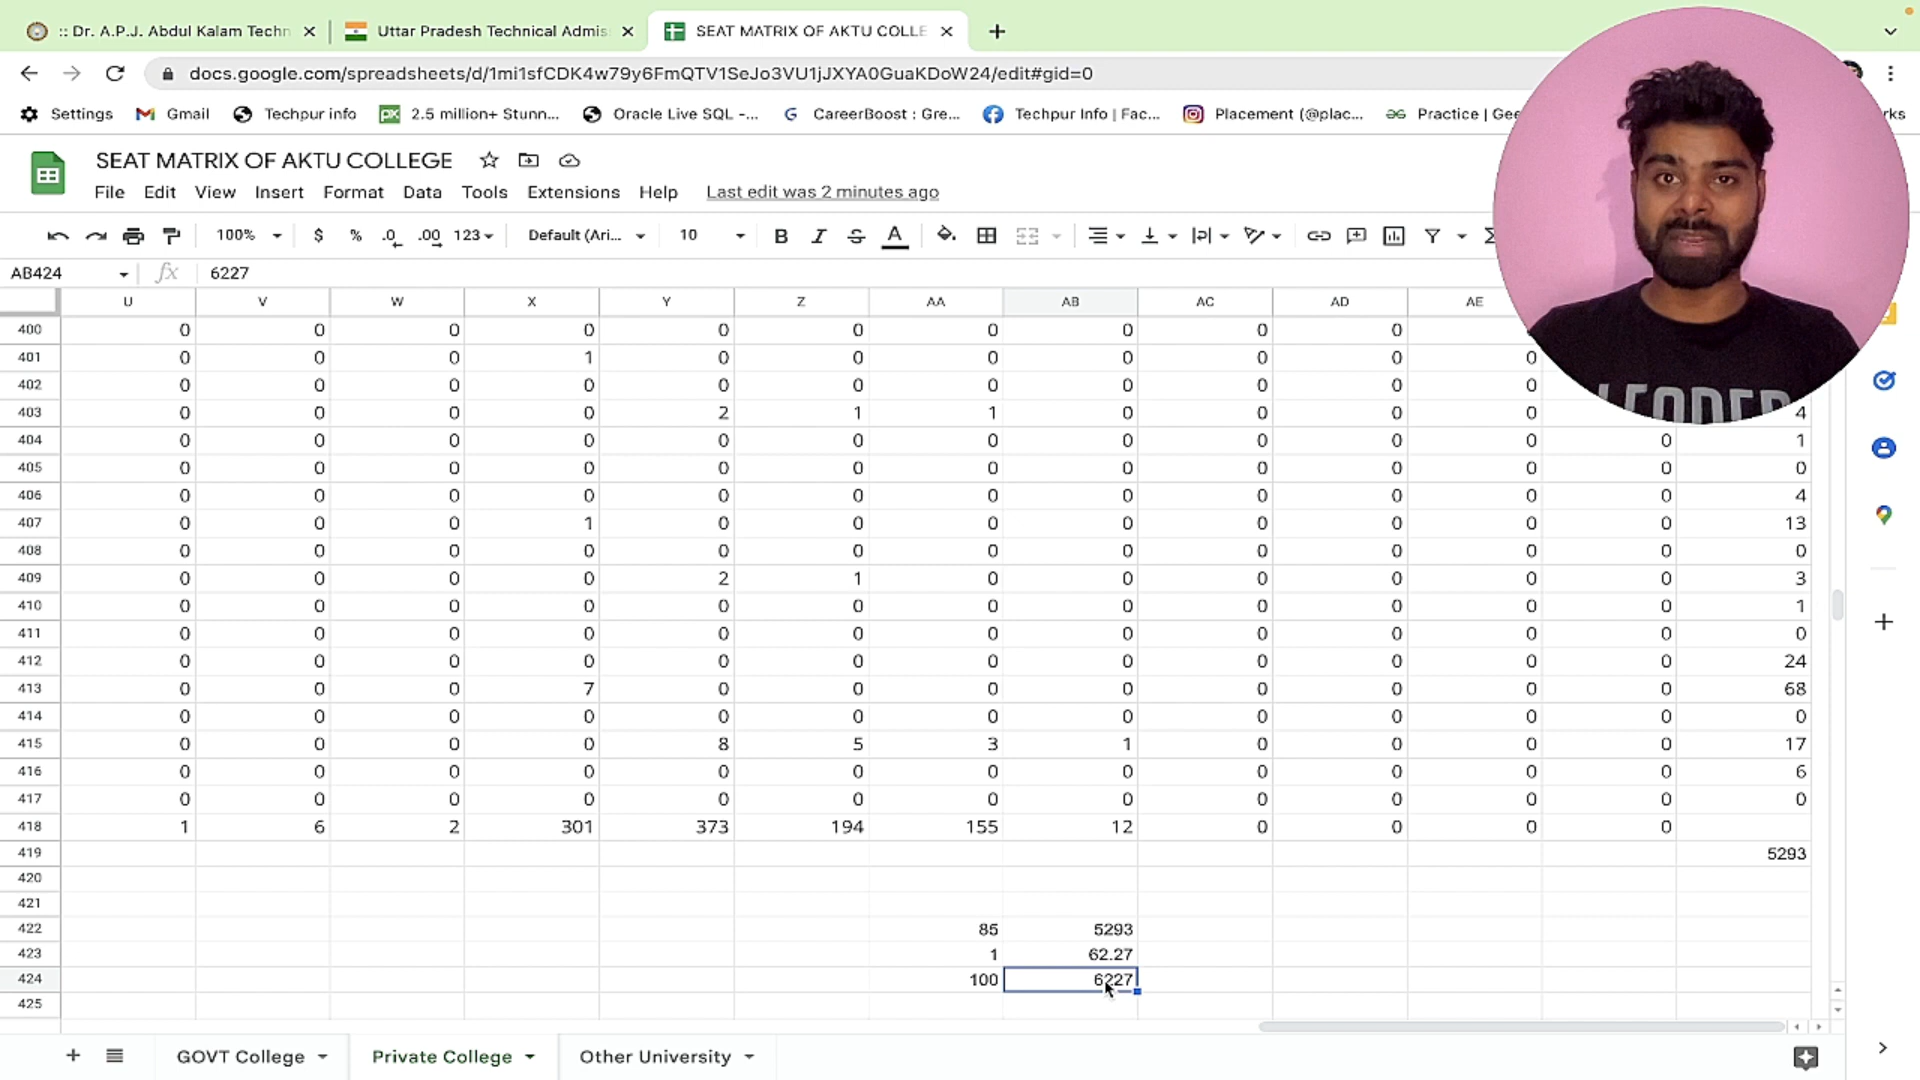 :: Dr. A.P.J. Abdul Kalam Techn
Uttar Pradesh Technical Admis
SEAT MATRIX OF AKTU COLLE
docs.google.com/spreadsheets/d/1mi1sfCDK4w79y6FmQTV1SeJo3VU1jJXYA0GuaKDoW24/edit#gid=0
Settings Gmail Techpur info 2.5 million+ Stunn... Oracle Live SQL -... CareerBoost : Gre... Techpur Info | Fac... Placement (@plac... Practice | Gee rks
SEAT MATRIX OF AKTU COLLEGE
File Edit View Insert Format Data Tools Extensions Help Last edit was 2 minutes ago
100% $ % .0 .00 123 Default (Ari... 10 B I S A Σ
AB424 fx 6227
U V W X Y Z AA AB AC AD AE
400 0 0 0 0 0 0 0 0 0 0
401 0 0 0 1 0 0 0 0 0 0 0
402 0 0 0 0 0 0 0 0 0 0 0
403 0 0 0 0 2 1 1 0 0 0 0 4
404 0 0 0 0 0 0 0 0 0 0 0 0 1
405 0 0 0 0 0 0 0 0 0 0 0 0 0
406 0 0 0 0 0 0 0 0 0 0 0 0 4
407 0 0 0 1 0 0 0 0 0 0 0 0 13
408 0 0 0 0 0 0 0 0 0 0 0 0 0
409 0 0 0 0 2 1 0 0 0 0 0 0 3
410 0 0 0 0 0 0 0 0 0 0 0 0 1
411 0 0 0 0 0 0 0 0 0 0 0 0 0
412 0 0 0 0 0 0 0 0 0 0 0 0 24
413 0 0 0 7 0 0 0 0 0 0 0 0 68
414 0 0 0 0 0 0 0 0 0 0 0 0 0
415 0 0 0 0 8 5 3 1 0 0 0 0 17
416 0 0 0 0 0 0 0 0 0 0 0 0 6
417 0 0 0 0 0 0 0 0 0 0 0 0 0
418 1 6 2 301 373 194 155 12 0 0 0 0
419 5293
420
421
422 85 5293
423 1 62.27
424 100 6227
425
GOVT College Private College Other University